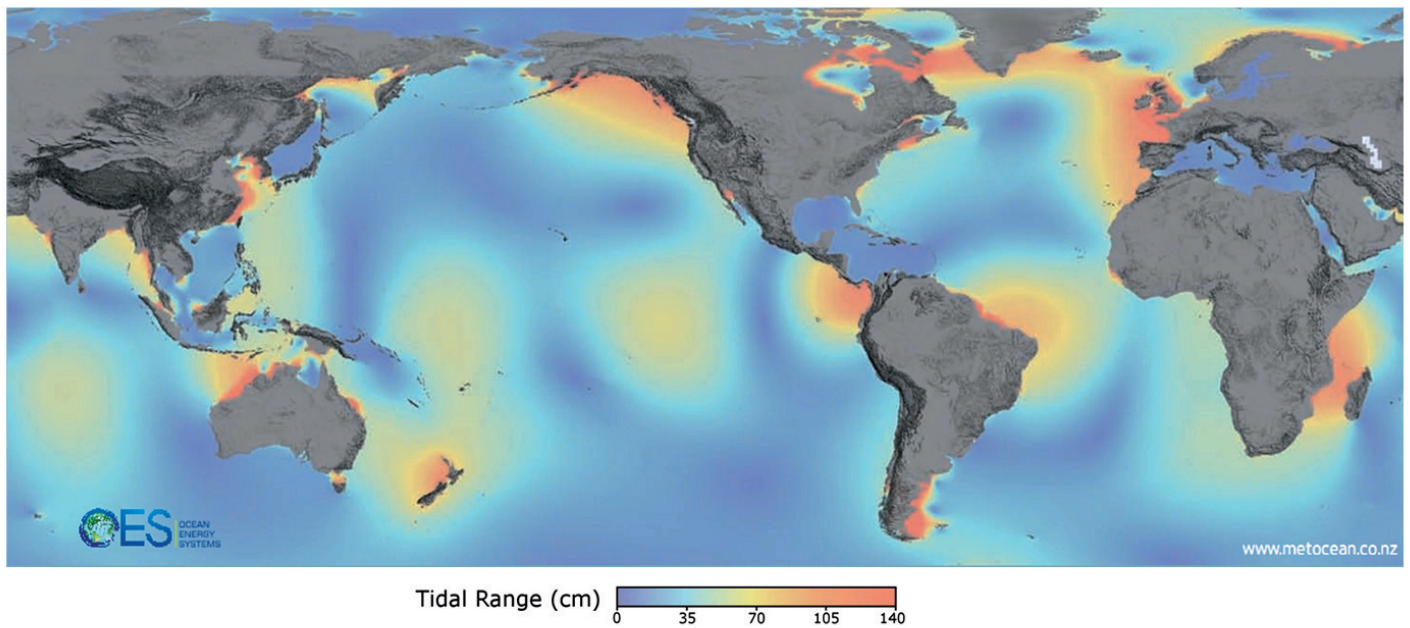 OES
OCEAN
ENERGY
SYSTEMS
www.metocean.co.nz
Tidal Range (cm)
0 35 70 105 140